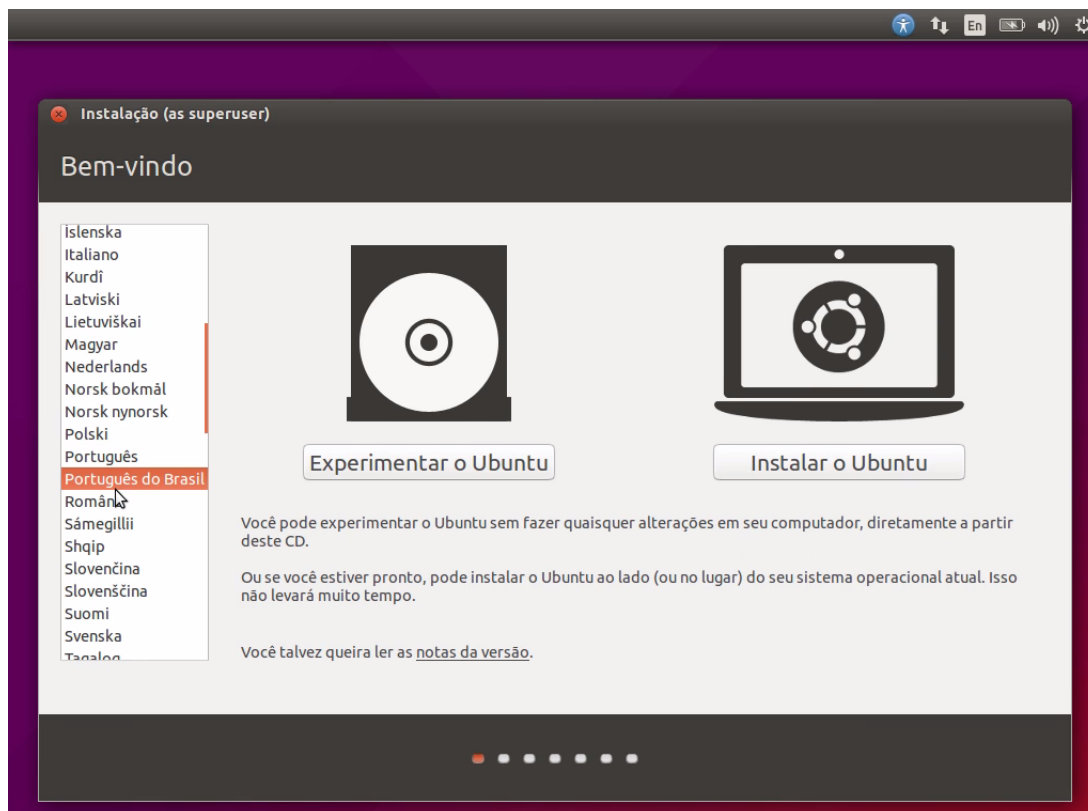 En
Instalação (as superuser)
Bem-vindo
Íslenska
Italiano
Kurdî
Latviski
Lietuviškai
Magyar
Nederlands
Norsk bokmål
Norsk nynorsk
Polski
Português
Português do Brasil
Română
Sámegillii
Shqip
Slovenčina
Slovenščina
Suomi
Svenska
Tagalog
Experimentar o Ubuntu
Instalar o Ubuntu
Você pode experimentar o Ubuntu sem fazer quaisquer alterações em seu computador, diretamente a partir
deste CD.
Ou se você estiver pronto, pode instalar o Ubuntu ao lado (ou no lugar) do seu sistema operacional atual. Isso
não levará muito tempo.
Você talvez queira ler as notas da versão.